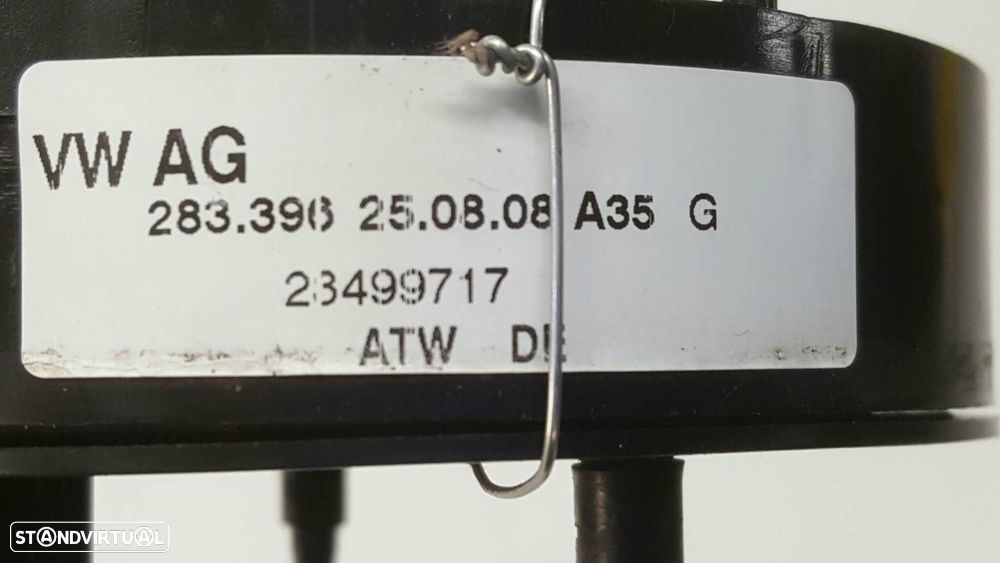 VW AG
283.396 25.08.08 A35 G
23499717
ATW DE
STANDVIRTUAL